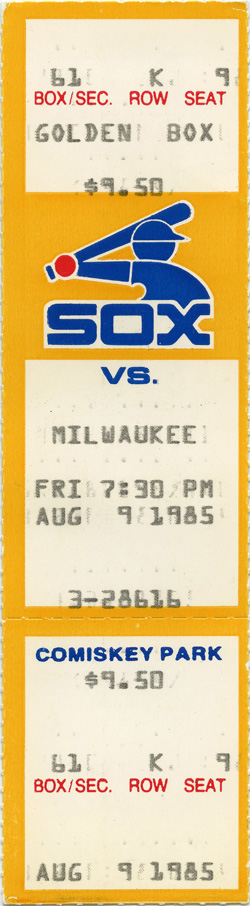 61 K 9
BOX/SEC. ROW SEAT
GOLDEN BOX
$9.50
SOX
VS.
MILWAUKEE
FRI 7:30 PM
AUG 9 1985
3-28616
COMISKEY PARK
$9.50
61 K 9
BOX/SEC. ROW SEAT
AUG 9 1985